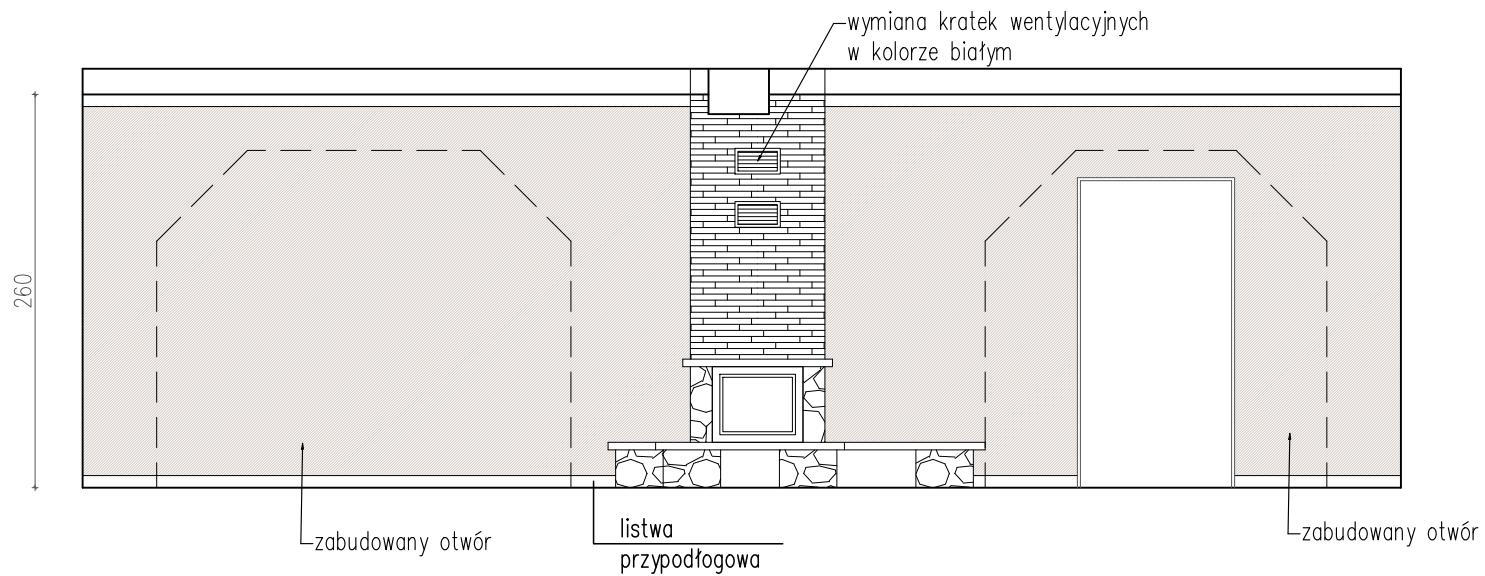 wymiana kratek wentylacyjnych
w kolorze białym
260
zabudowany otwór
listwa
przypodłogowa
zabudowany otwór